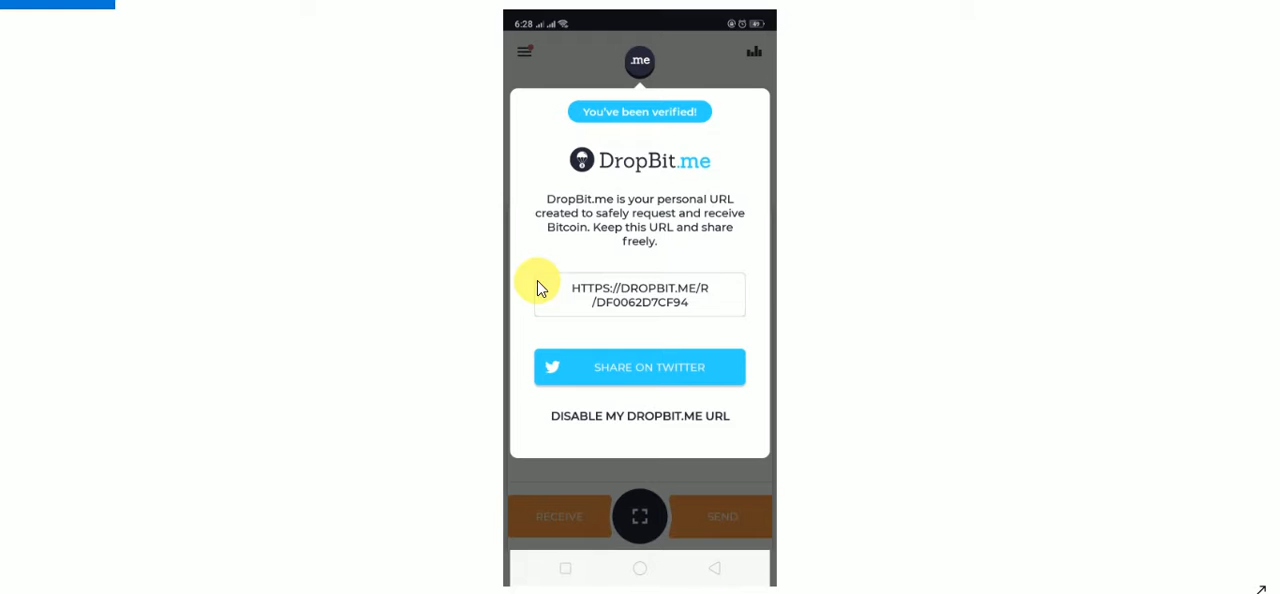 6:28
.me
You've been verified!
DropBit.me
DropBit.me is your personal URL
created to safely request and receive
Bitcoin. Keep this URL and share
freely.
HTTPS://DROPBIT.ME/R
/DF0062D7CF94
SHARE ON TWITTER
DISABLE MY DROPBIT.ME URL
RECEIVE
SEND